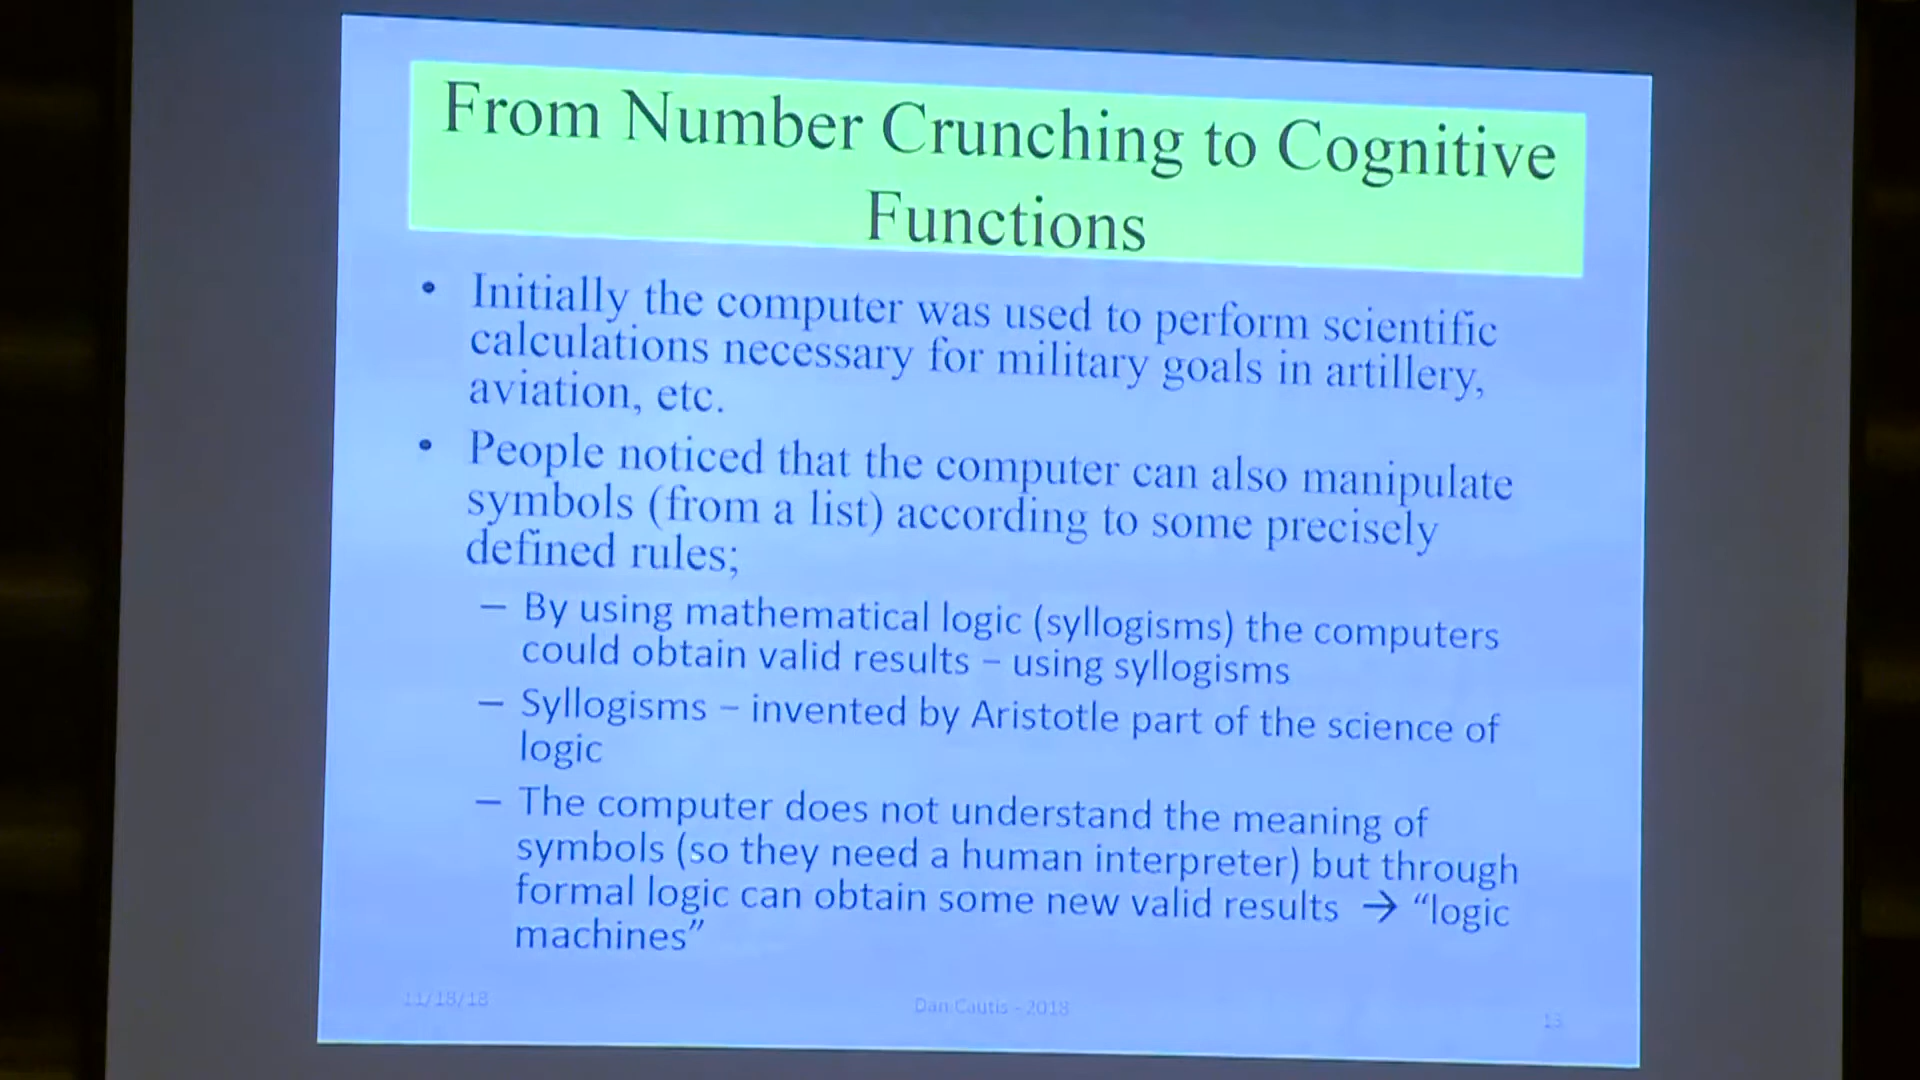 From Number Crunching to Cognitive
Functions
• Initially the computer was used to perform scientific
calculations necessary for military goals in artillery,
aviation, etc.
• People noticed that the computer can also manipulate
symbols (from a list) according to some precisely
defined rules;
– By using mathematical logic (syllogisms) the computers
could obtain valid results – using syllogisms
– Syllogisms – invented by Aristotle part of the science of
logic
– The computer does not understand the meaning of
symbols (so they need a human interpreter) but through
formal logic can obtain some new valid results → “logic
machines”
11/18/18
Dan Cautis - 2018
13